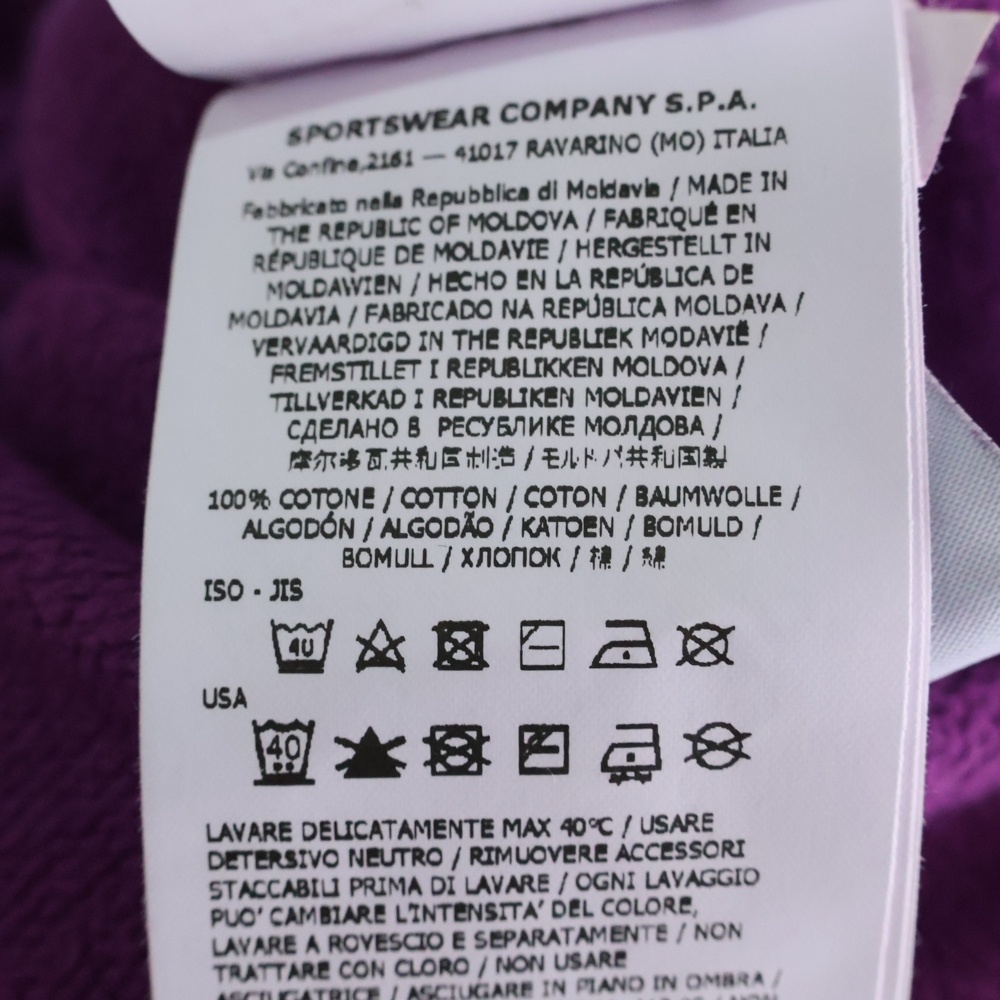 SPORTSWEAR COMPANY S.P.A.
Via Confine,2161 — 41017 RAVARINO (MO) ITALIA
Fabbricato nella Repubblica di Moldavia / MADE IN
THE REPUBLIC OF MOLDOVA / FABRIQUÉ EN
RÉPUBLIQUE DE MOLDAVIE / HERGESTELLT IN
MOLDAWIEN / HECHO EN LA REPÚBLICA DE
MOLDAVIA / FABRICADO NA REPÚBLICA MOLDAVA /
VERVAARDIGD IN THE REPUBLIEK MODAVIË /
FREMSTILLET I REPUBLIKKEN MOLDOVA /
TILLVERKAD I REPUBLIKEN MOLDAVIEN /
СДЕЛАНО В РЕСУБЛИКЕ МОЛДОВА /
摩尔多瓦共和国制造 / モルドバ共和国製
100% COTONE / COTTON / COTON / BAUMWOLLE /
ALGODÓN / ALGODÃO / KATOEN / BOMULD /
BOMULL / ХЛОПОК / 棉 / 綿
ISO - JIS
40
USA
40
LAVARE DELICATAMENTE MAX 40°C / USARE
DETERSIVO NEUTRO / RIMUOVERE ACCESSORI
STACCABILI PRIMA DI LAVARE / OGNI LAVAGGIO
PUO' CAMBIARE L'INTENSITA' DEL COLORE,
LAVARE A ROVESCIO E SEPARATAMENTE / NON
TRATTARE CON CLORO / NON USARE
ASCIUGATRICE / ASCIUGARE IN PIANO IN OMBRA /